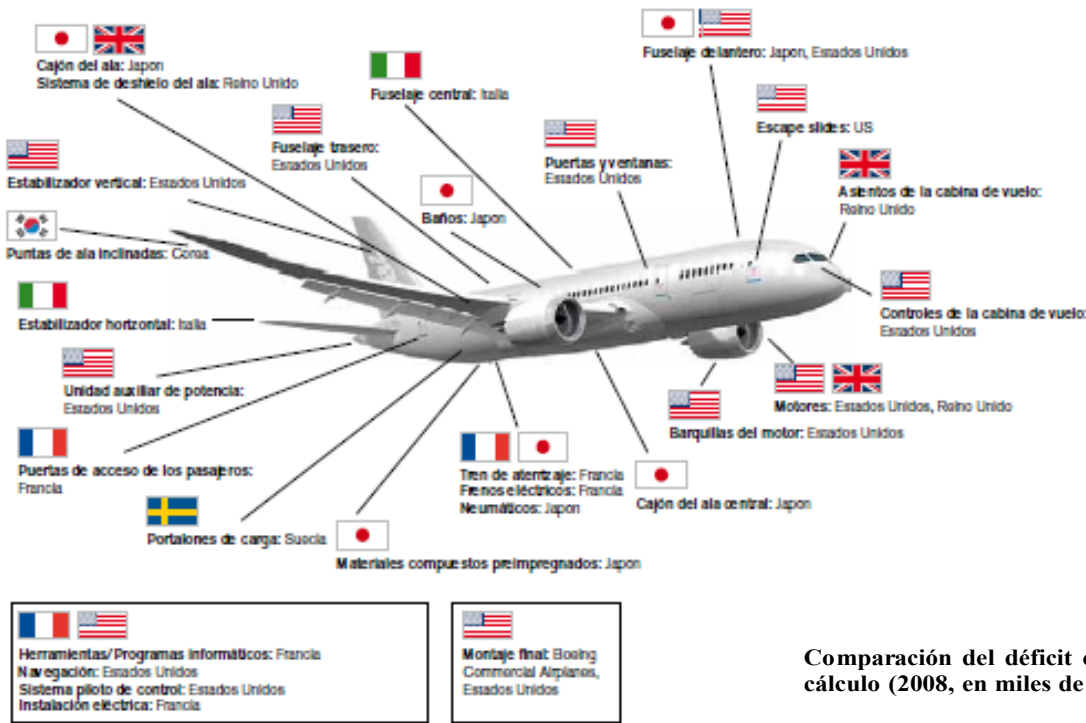 Cajón del ala: Japon
Sistema de deshielo del ala: Reino Unido
Fuselaje delantero: Japon, Estados Unidos
Fuselaje central: Italia
Escape slides: US
Fuselaje trasero:
Estados Unidos
Puertas y ventanas:
Estados Unidos
Estabilizador vertical: Estados Unidos
Asientos de la cabina de vuelo:
Reino Unido
Baños: Japon
Puntas de ala inclinadas: Corea
Controles de la cabina de vuelo:
Estados Unidos
Estabilizador horizontal: Italia
Unidad auxiliar de potencia:
Estados Unidos
Motores: Estados Unidos, Reino Unido
Barquillas del motor: Estados Unidos
Puertas de acceso de los pasajeros:
Francia
Tren de aterrizaje: Francia
Frenos eléctricos: Francia
Neumáticos: Japon
Cajón del ala central: Japon
Portalones de carga: Suecia
Materiales compuestos preimpregnados: Japon
Herramientas/Programas informáticos: Francia
Navegación: Estados Unidos
Sistema piloto de control: Estados Unidos
Instalación eléctrica: Francia
Montaje final: Boeing
Commercial Airplanes,
Estados Unidos
Comparación del déficit
cálculo (2008, en miles de